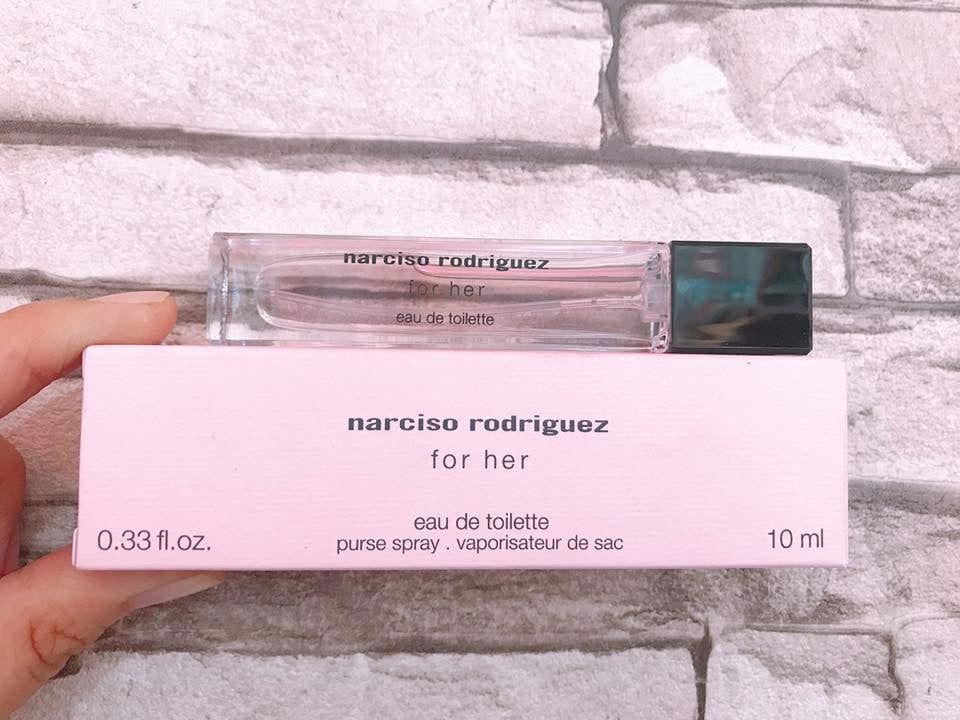 narciso rodriguez
for her
eau de toilette
narciso rodriguez
for her
eau de toilette
0.33 fl.oz.
purse spray . vaporisateur de sac
10 ml